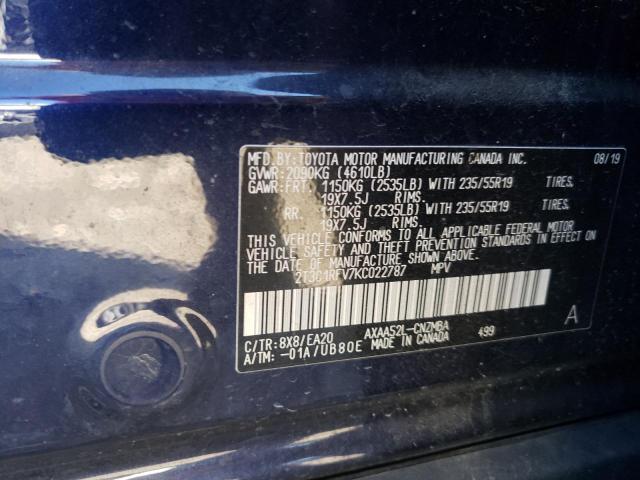 MFD.BY:TOYOTA MOTOR MANUFACTURING CANADA INC. 08/19
GVWR:2090KG (4610LB)
GAWR:FRT. 1150KG (2535LB) WITH 235/55R19 TIRES.
19X7.5J RIMS.
RR. 1150KG (2535LB) WITH 235/55R19 TIRES.
19X7.5J RIMS.
THIS VEHICLE CONFORMS TO ALL APPLICABLE FEDERAL MOTOR
VEHICLE SAFETY AND THEFT PREVENTION STANDARDS IN
EFFECT ON THE DATE OF MANUFACTURE SHOWN ABOVE.
2T3G1RFV7KC022787 MPV
A
C/TR:8X8/EA20 AXAA52L-CNZMBA
A/TM: -01A/UB80E MADE IN CANADA 499